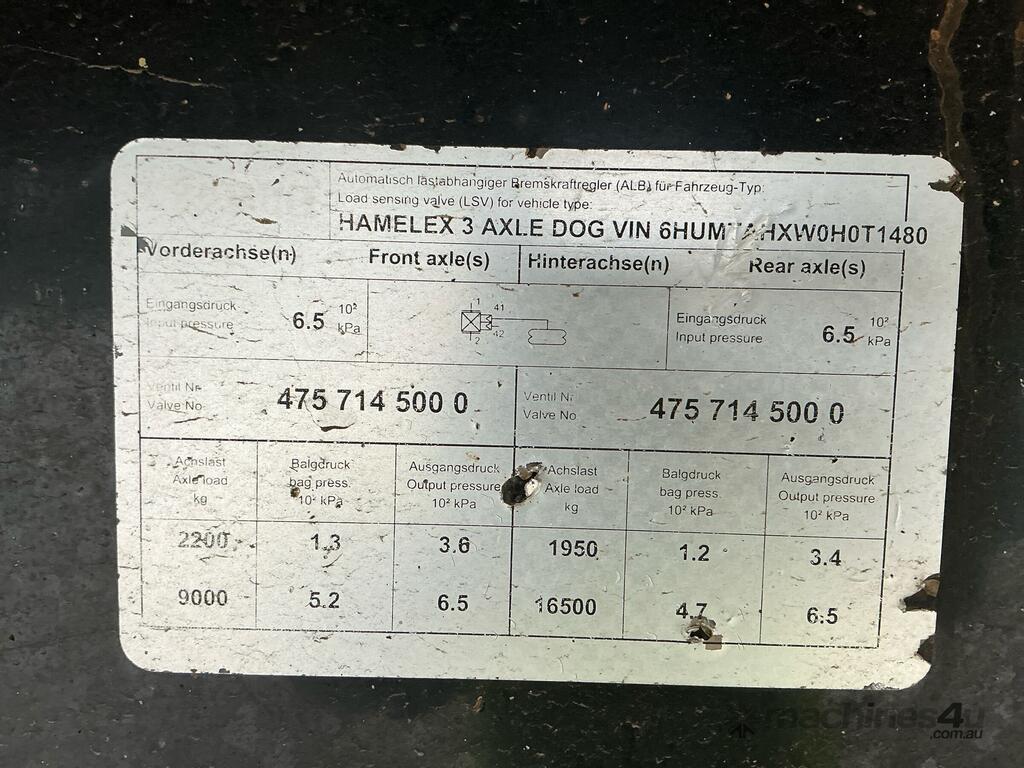 Automatisch lastabhängiger Bremskraftregler (ALB) für Fahrzeug-Typ:
Load sensing valve (LSV) for vehicle type:
HAMELEX 3 AXLE DOG VIN 6HUMTAHXW0H0T1480
Vorderachse(n) Front axle(s) Hinterachse(n) Rear axle(s)
Eingangsdruck
Input pressure
6.5 10² kPa
1
41
42
2
Eingangsdruck
Input pressure
6.5 10² kPa
Ventil Nr
Valve No
475 714 500 0
Ventil Nr
Valve No
475 714 500 0
Achslast
Axle load
kg
Balgdruck
bag press.
10² kPa
Ausgangsdruck
Output pressure
10² kPa
Achslast
Axle load
kg
Balgdruck
bag press.
10² kPa
Ausgangsdruck
Output pressure
10² kPa
2200 1.3 3.6 1950 1.2 3.4
9000 5.2 6.5 16500 4.7 6.5
machines4u
.com.au